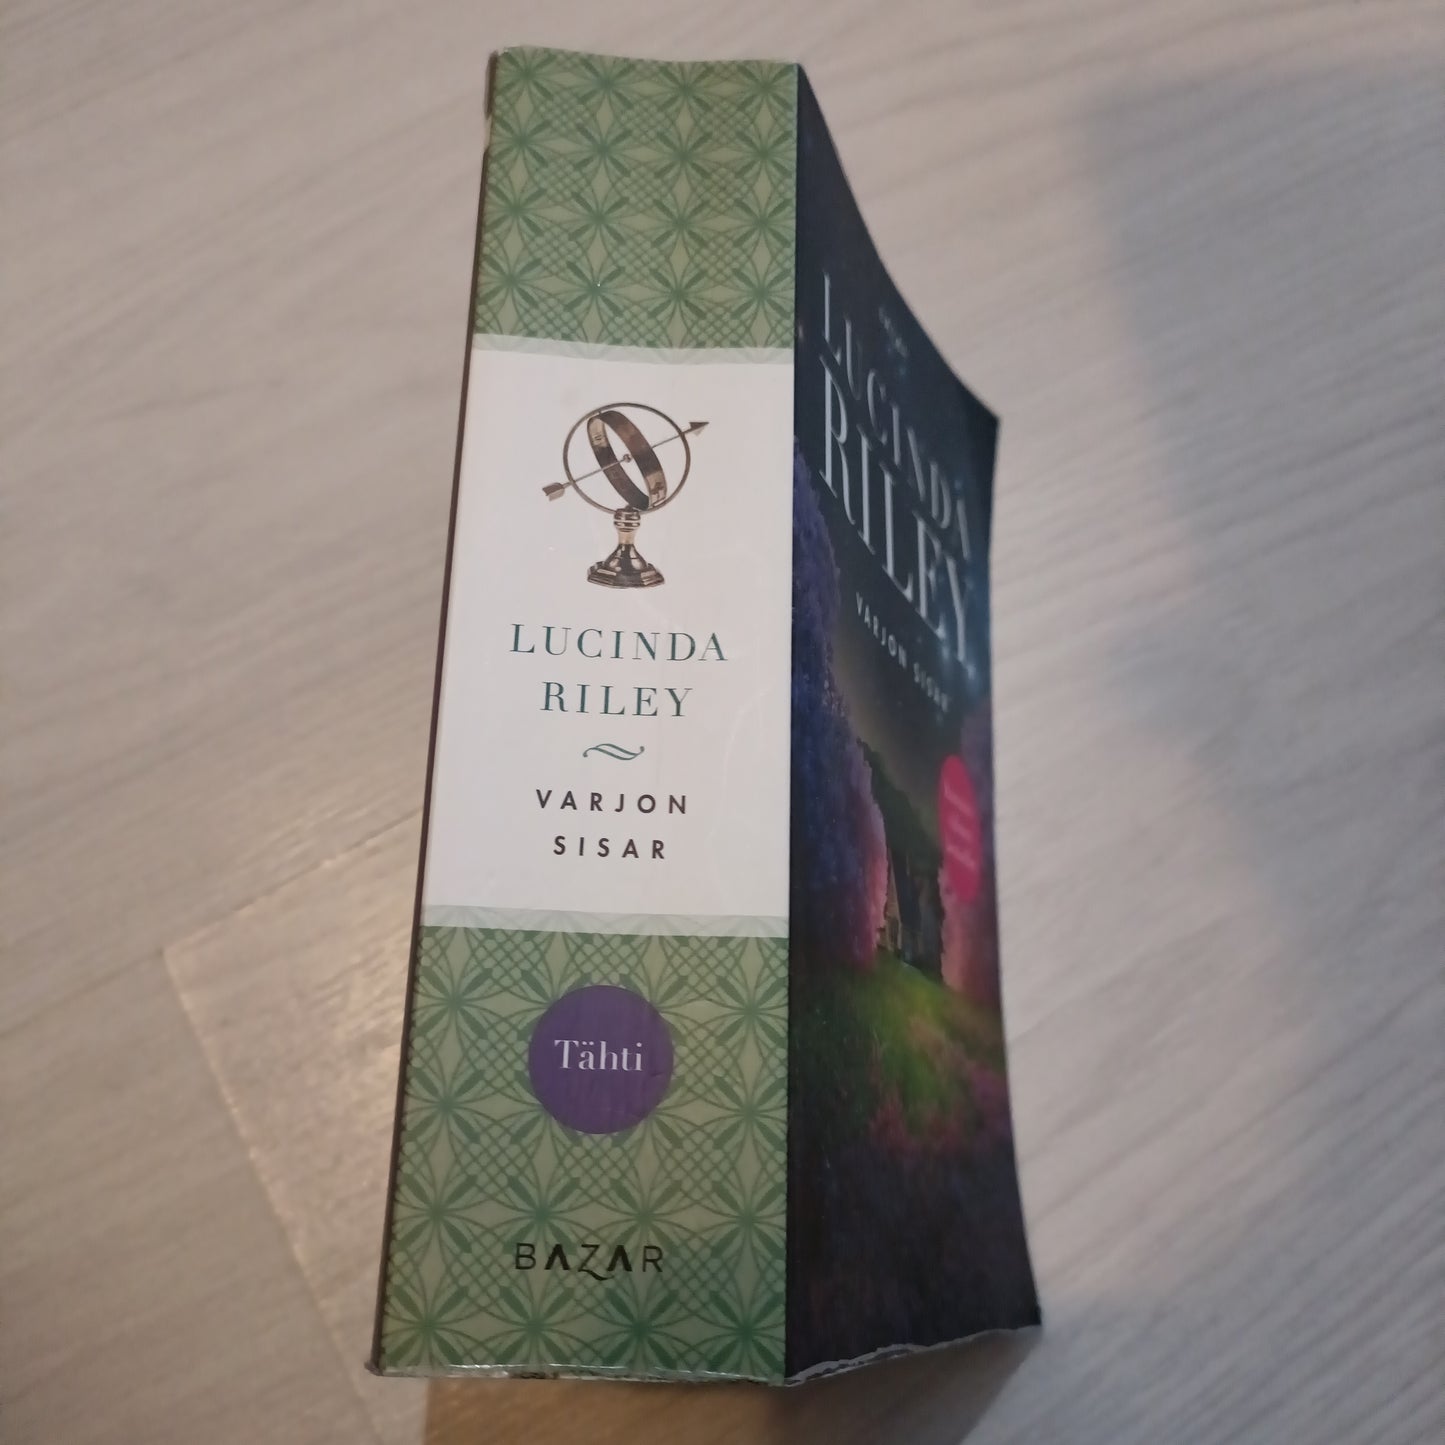 LUCINDA
RILEY
VARJON
SISAR
Tähti
BAZAR
LUCINDA
RILEY
VARJON SISAR